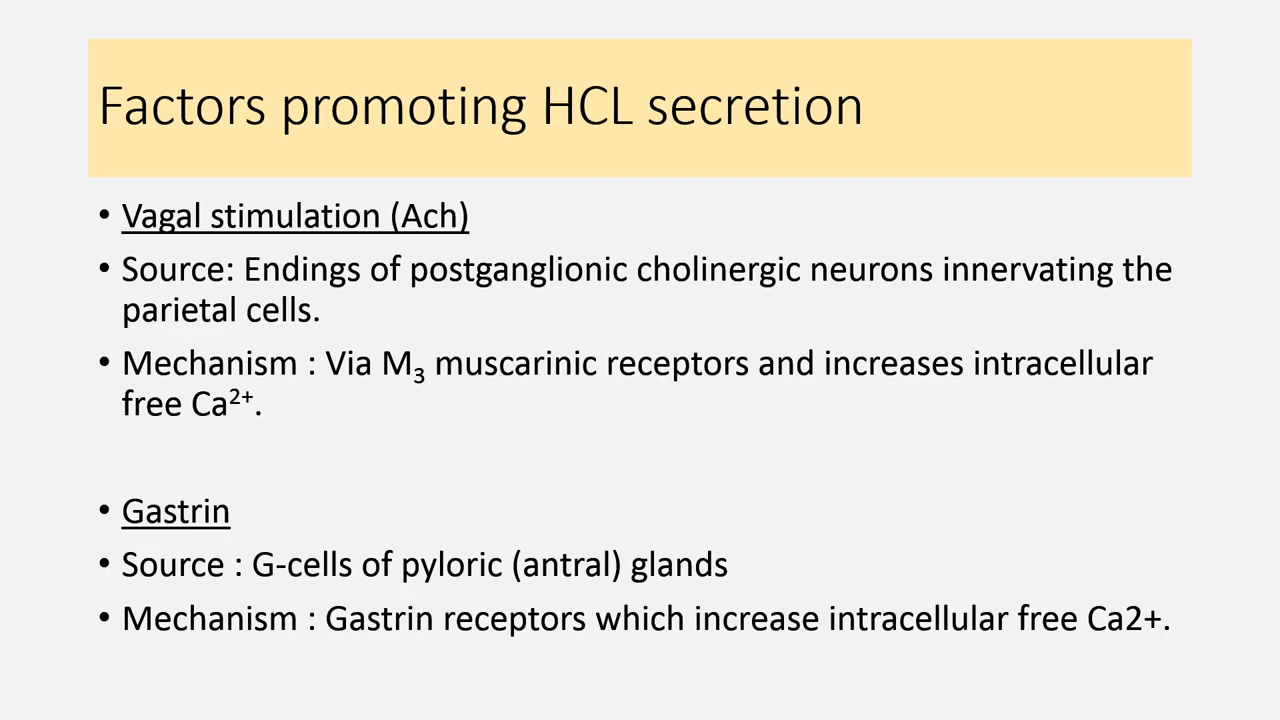 Factors promoting HCL secretion
• Vagal stimulation (Ach)
• Source: Endings of postganglionic cholinergic neurons innervating the
parietal cells.
• Mechanism : Via M₃ muscarinic receptors and increases intracellular
free Ca²⁺.
• Gastrin
• Source : G-cells of pyloric (antral) glands
• Mechanism : Gastrin receptors which increase intracellular free Ca2+.